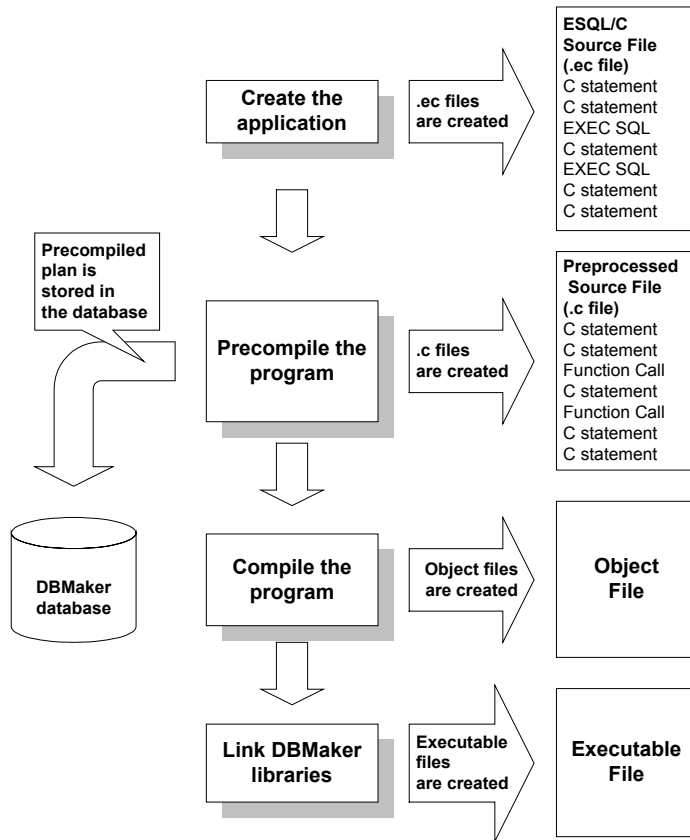 Create the
application
.ec files
are created
ESQL/C
Source File
(.ec file)
C statement
C statement
EXEC SQL
C statement
EXEC SQL
C statement
C statement
Precompiled
plan is
stored in
the database
Precompile the
program
.c files
are created
Preprocessed
Source File
(.c file)
C statement
C statement
Function Call
C statement
Function Call
C statement
C statement
DBMaker
database
Compile the
program
Object files
are created
Object
File
Link DBMaker
libraries
Executable
files
are created
Executable
File